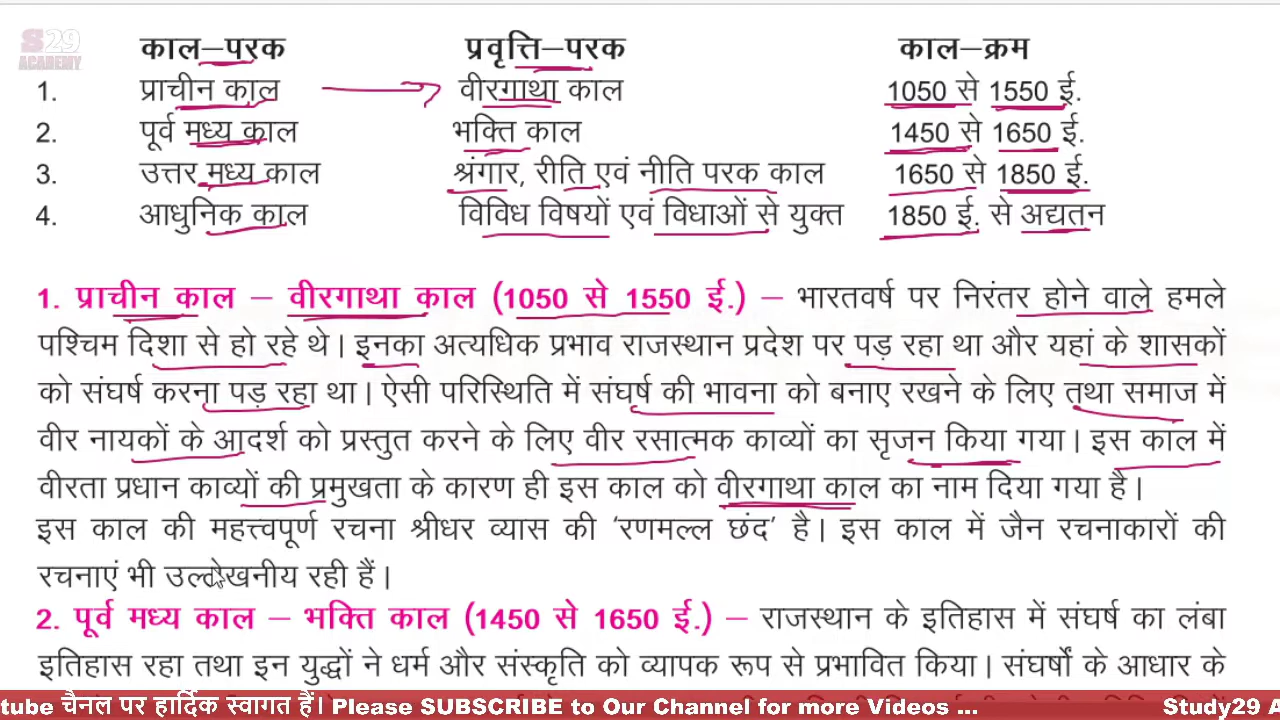 S29 ACADEMY
काल–परक प्रवृत्ति–परक काल–क्रम
1. प्राचीन काल वीरगाथा काल 1050 से 1550 ई.
2. पूर्व मध्य काल भक्ति काल 1450 से 1650 ई.
3. उत्तर मध्य काल श्रंगार, रीति एवं नीति परक काल 1650 से 1850 ई.
4. आधुनिक काल विविध विषयों एवं विधाओं से युक्त 1850 ई. से अद्यतन
1. प्राचीन काल – वीरगाथा काल (1050 से 1550 ई.) – भारतवर्ष पर निरंतर होने वाले हमले
पश्चिम दिशा से हो रहे थे। इनका अत्यधिक प्रभाव राजस्थान प्रदेश पर पड़ रहा था और यहां के शासकों
को संघर्ष करना पड़ रहा था। ऐसी परिस्थिति में संघर्ष की भावना को बनाए रखने के लिए तथा समाज में
वीर नायकों के आदर्श को प्रस्तुत करने के लिए वीर रसात्मक काव्यों का सृजन किया गया। इस काल में
वीरता प्रधान काव्यों की प्रमुखता के कारण ही इस काल को वीरगाथा काल का नाम दिया गया है।
इस काल की महत्त्वपूर्ण रचना श्रीधर व्यास की 'रणमल्ल छंद' है। इस काल में जैन रचनाकारों की
रचनाएं भी उल्लेखनीय रही हैं।
2. पूर्व मध्य काल – भक्ति काल (1450 से 1650 ई.) – राजस्थान के इतिहास में संघर्ष का लंबा
इतिहास रहा तथा इन युद्धों ने धर्म और संस्कृति को व्यापक रूप से प्रभावित किया। संघर्षों के आधार के
tube चैनल पर हार्दिक स्वागत हैं। Please SUBSCRIBE to Our Channel for more Videos ... Study29 A